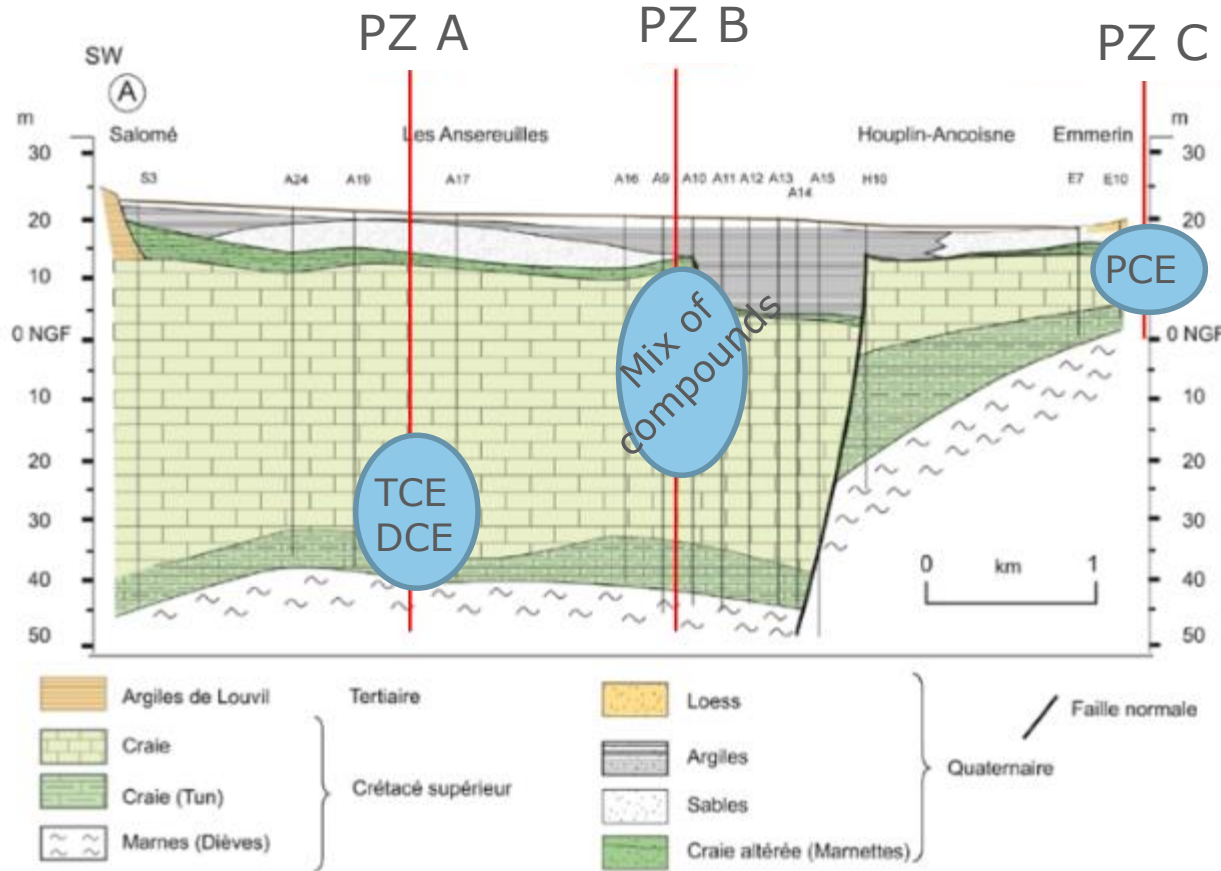 PZ A
PZ B
PZ C
SW
A
m
m
Salomé
Les Ansereuilles
Houplin-Ancoisne
Emmerin
30
30
S3
A24
A19
A17
A16
A9
A10
A11
A12
A13
A14
A15
H10
E7
E10
20
20
10
10
PCE
0 NGF
0 NGF
Mix of
compounds
10
10
20
20
TCE
DCE
30
30
0
km
1
40
40
50
50
Argiles de Louvil
Tertiaire
Craie
Craie (Tun)
Crétacé supérieur
Marnes (Dièves)
Loess
Argiles
Sables
Craie altérée (Marnettes)
Quaternaire
Faille normale